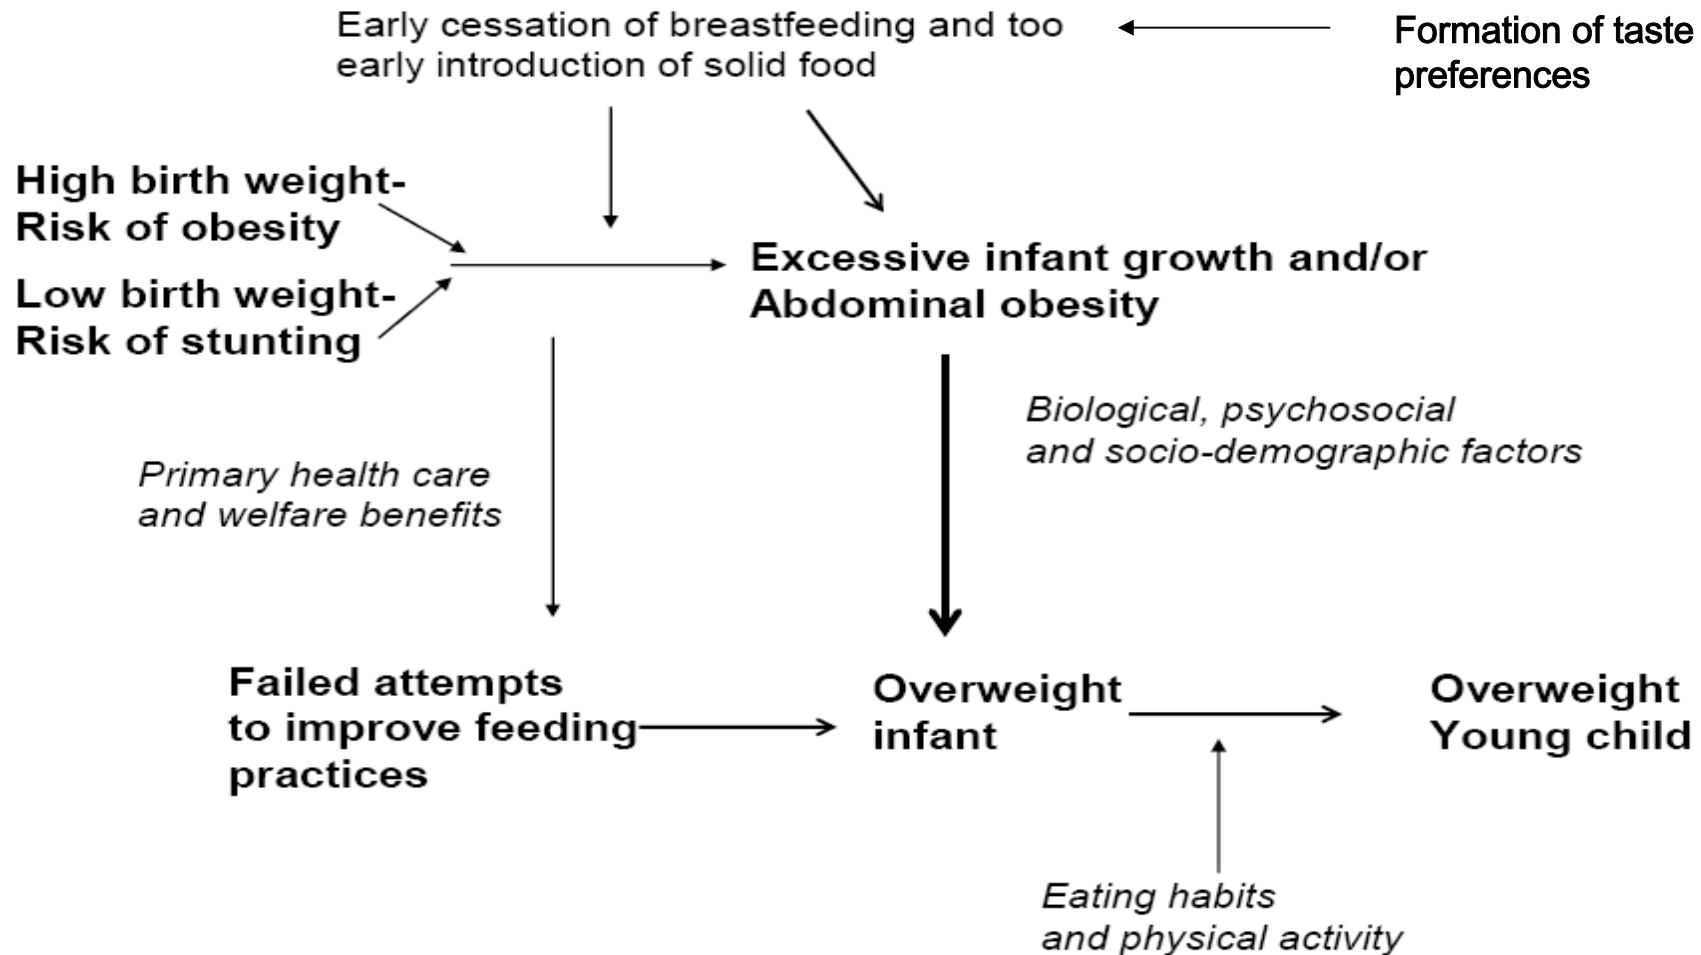 Early cessation of breastfeeding and too
early introduction of solid food
Formation of taste
preferences
High birth weight-
Risk of obesity
Low birth weight-
Risk of stunting
Excessive infant growth and/or
Abdominal obesity
Biological, psychosocial
and socio-demographic factors
Primary health care
and welfare benefits
Failed attempts
to improve feeding
practices
Overweight
infant
Overweight
Young child
Eating habits
and physical activity